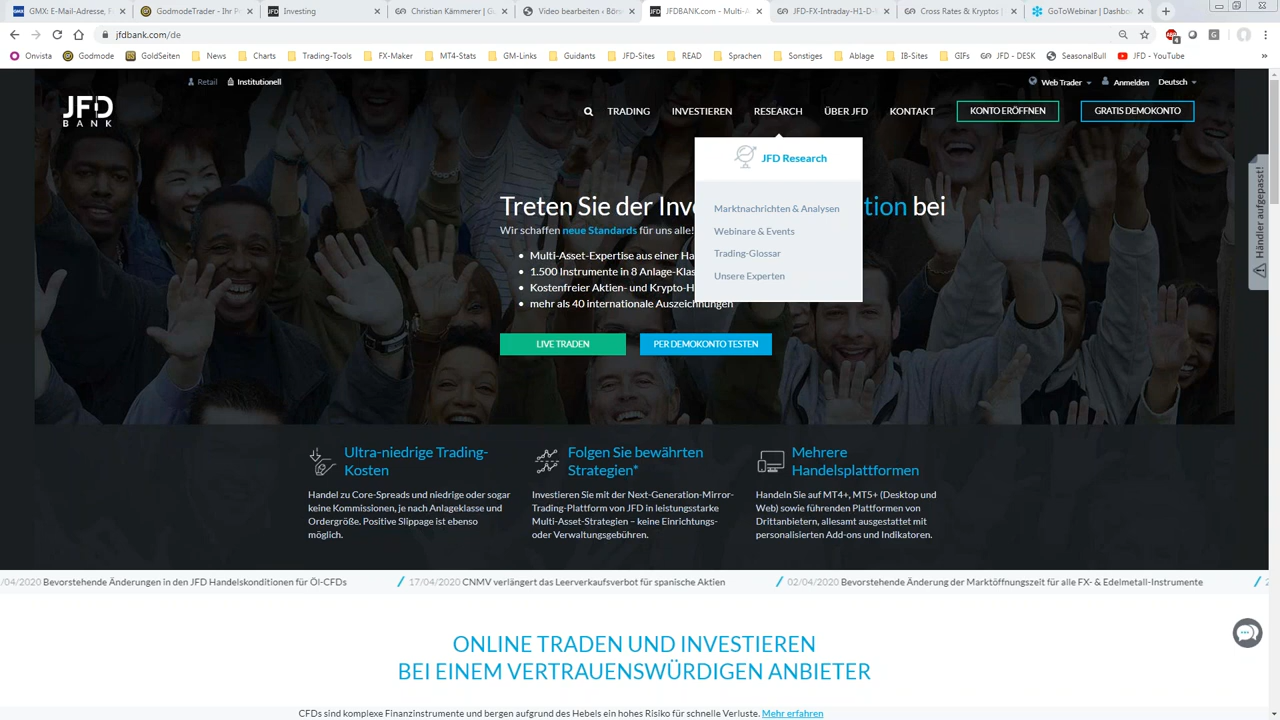 GMX: E-Mail-Adresse, F
GodmodeTrader - Ihr P
Investing
Christian Kämmerer | G
Video bearbeiten ‹ Börs
JFDBANK.com - Multi-A
JFD-FX-Intraday-H1-D-A
Cross Rates & Kryptos |
GoToWebinar | Dashbo
jfdbank.com/de
Onvista
Godmode
GoldSeiten
News
Charts
Trading-Tools
FX-Maker
MT4-Stats
GM-Links
Guidants
JFD-Sites
READ
Sprachen
Sonstiges
Ablage
IB-Sites
GIFs
JFD - DESK
SeasonalBull
JFD - YouTube
»
Retail
Institutionell
Web Trader
Anmelden
Deutsch
JFD
BANK
TRADING
INVESTIEREN
RESEARCH
ÜBER JFD
KONTAKT
KONTO ERÖFFNEN
GRATIS DEMOKONTO
JFD Research
Marktnachrichten & Analysen
Webinare & Events
Trading-Glossar
Unsere Experten
Händler aufgepasst!
Treten Sie der Inve tion bei
Wir schaffen neue Standards für uns alle!
• Multi-Asset-Expertise aus einer Ha
• 1.500 Instrumente in 8 Anlage-Klas
• Kostenfreier Aktien- und Krypto-H
• mehr als 40 internationale Auszeichnungen
LIVE TRADEN
PER DEMOKONTO TESTEN
Ultra-niedrige Trading-
Kosten
Handel zu Core-Spreads und niedrige oder sogar
keine Kommissionen, je nach Anlageklasse und
Ordergröße. Positive Slippage ist ebenso
möglich.
Folgen Sie bewährten
Strategien*
Investieren Sie mit der Next-Generation-Mirror-
Trading-Plattform von JFD in leistungsstarke
Multi-Asset-Strategien – keine Einrichtungs-
oder Verwaltungsgebühren.
Mehrere
Handelsplattformen
Handeln Sie auf MT4+, MT5+ (Desktop und
Web) sowie führenden Plattformen von
Drittanbietern, allesamt ausgestattet mit
personalisierten Add-ons und Indikatoren.
/04/2020 Bevorstehende Änderungen in den JFD Handelskonditionen für Öl-CFDs
17/04/2020 CNMV verlängert das Leerverkaufsverbot für spanische Aktien
02/04/2020 Bevorstehende Änderung der Marktöffnungszeit für alle FX- & Edelmetall-Instrumente
ONLINE TRADEN UND INVESTIEREN
BEI EINEM VERTRAUENSWÜRDIGEN ANBIETER
CFDs sind komplexe Finanzinstrumente und bergen aufgrund des Hebels ein hohes Risiko für schnelle Verluste. Mehr erfahren